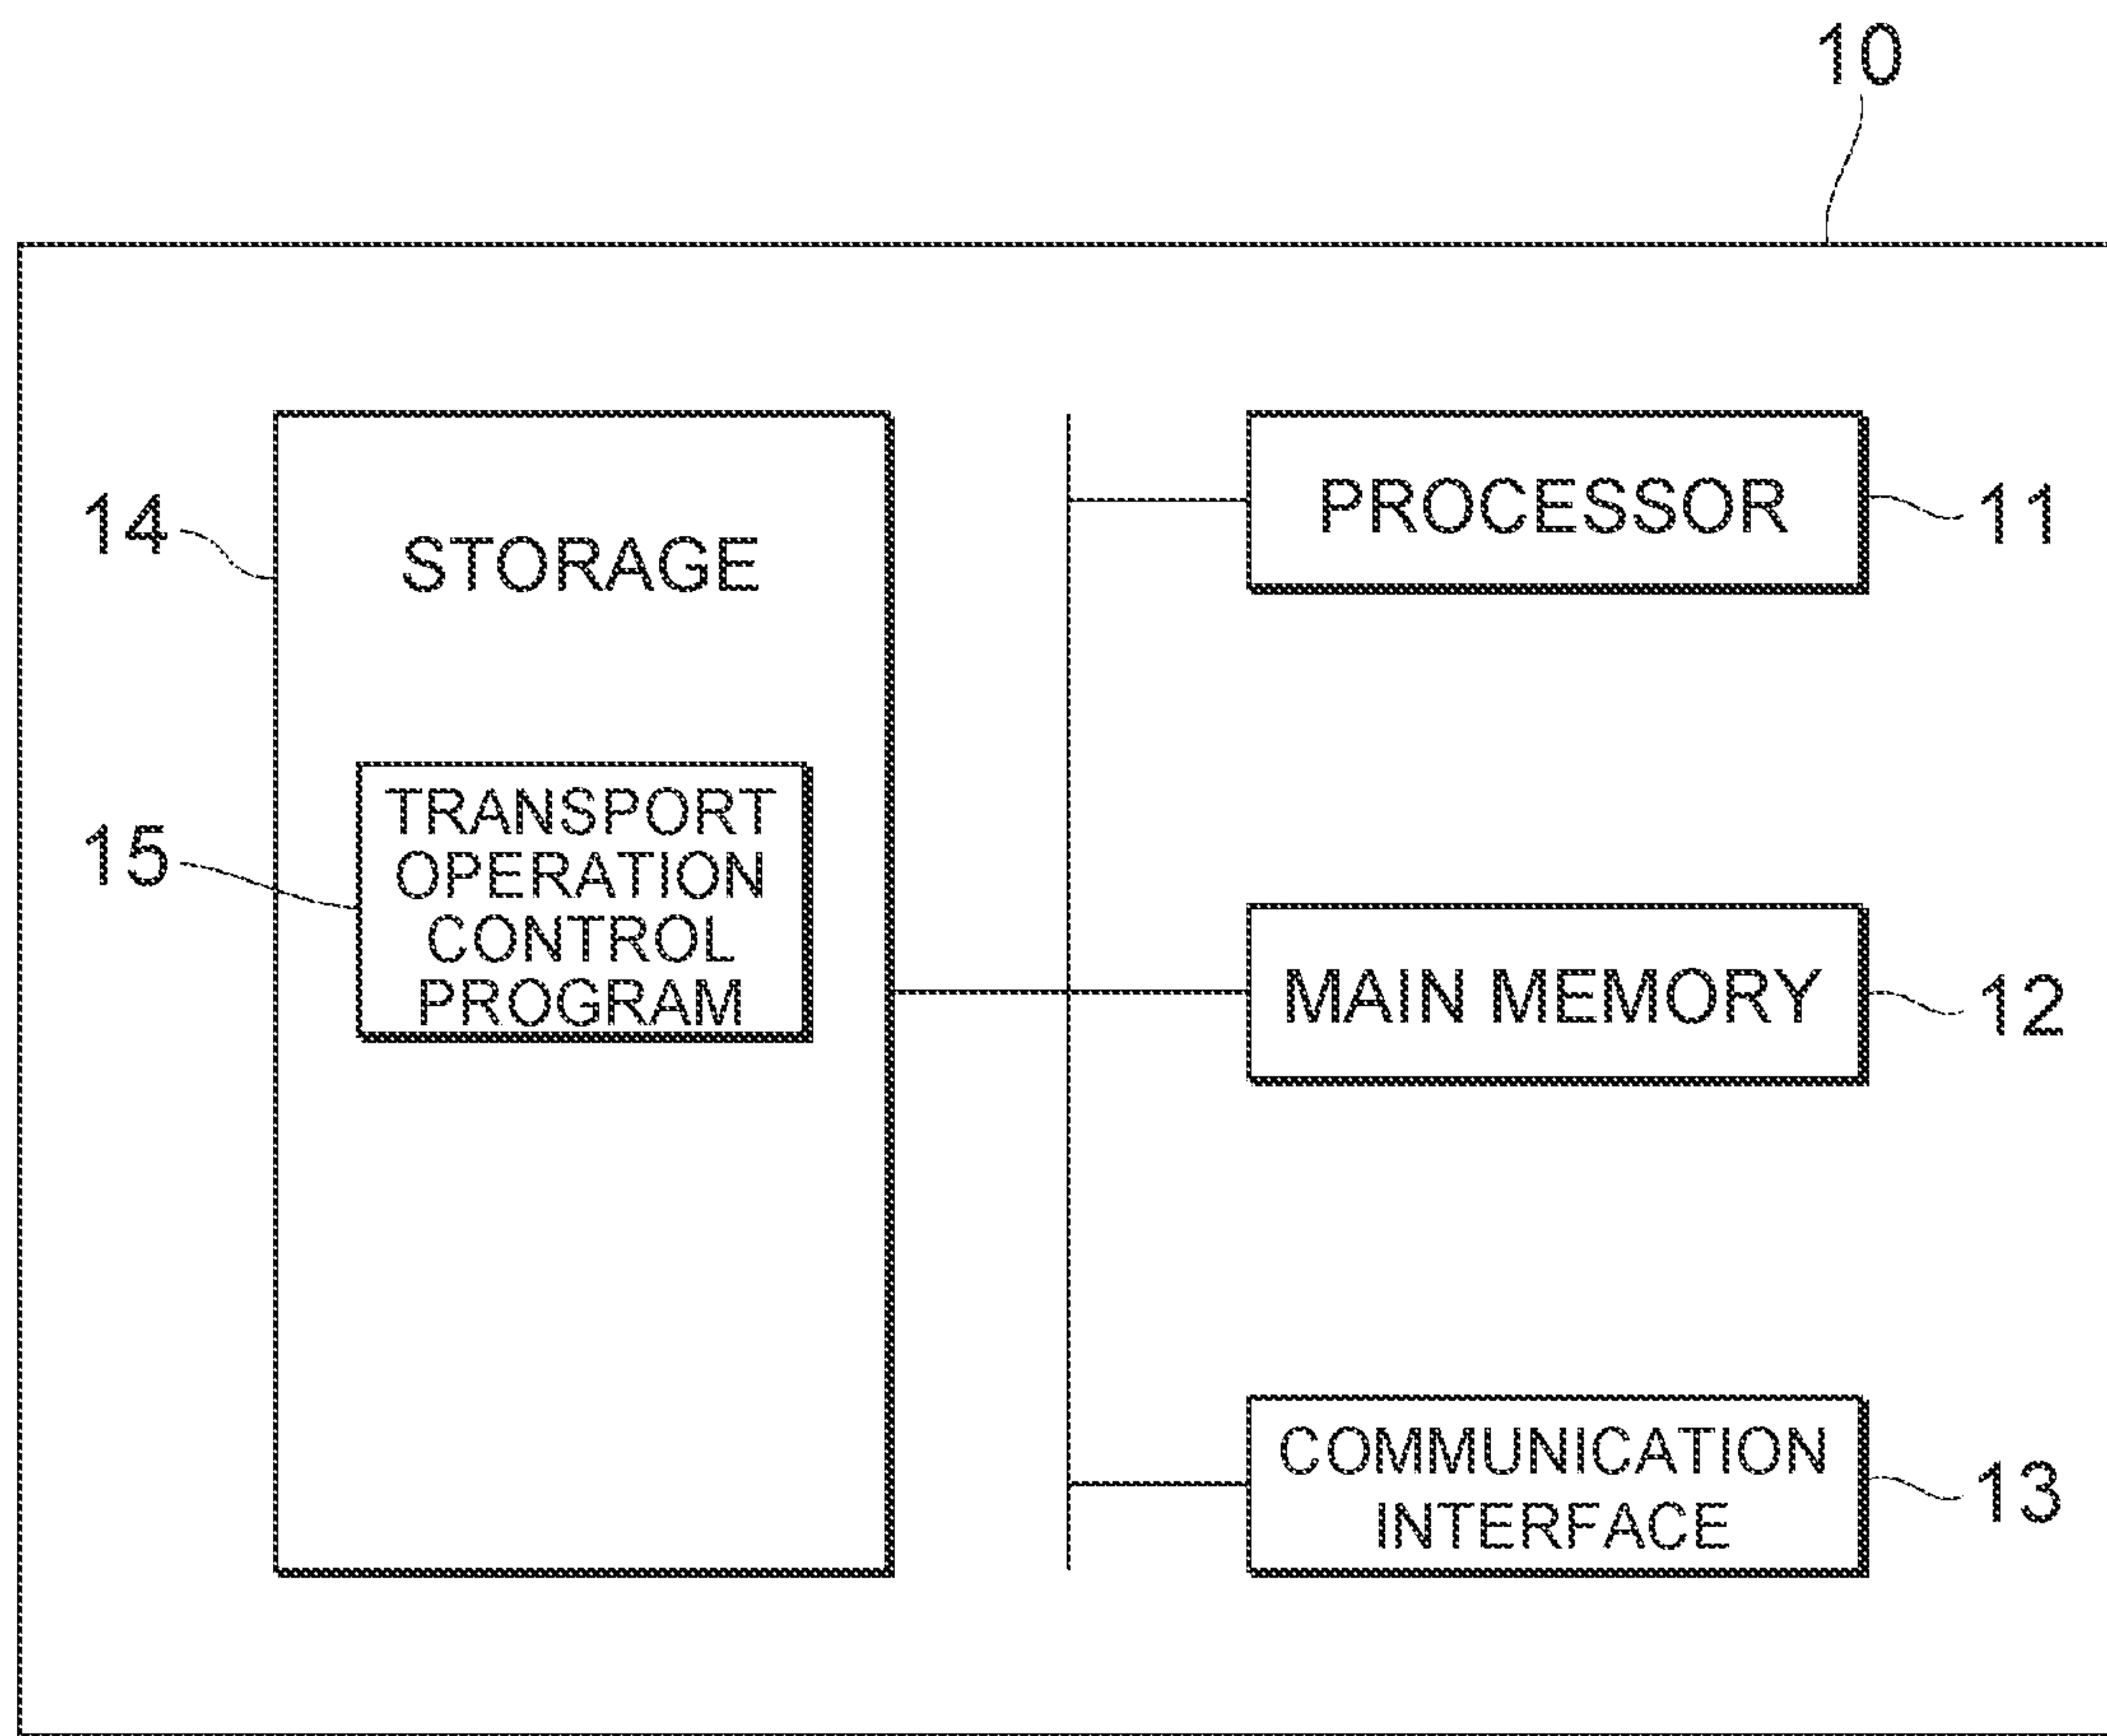 10
14
STORAGE
PROCESSOR
11
15
TRANSPORT
OPERATION
CONTROL
PROGRAM
MAIN MEMORY
12
COMMUNICATION
INTERFACE
13